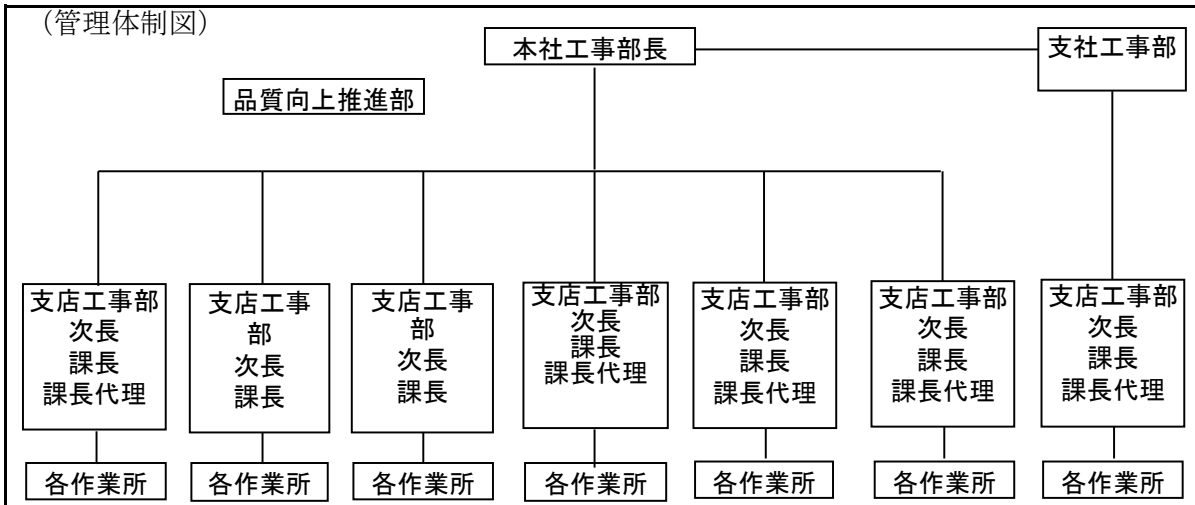 （管理体制図）
本社工事部長
支社工事部
品質向上推進部
支店工事部
次長
課長
課長代理
支店工事
部
次長
課長
支店工事
部
次長
課長
支店工事部
次長
課長
課長代理
支店工事部
次長
課長
課長代理
支店工事部
次長
課長
課長代理
支店工事部
次長
課長
課長代理
各作業所
各作業所
各作業所
各作業所
各作業所
各作業所
各作業所